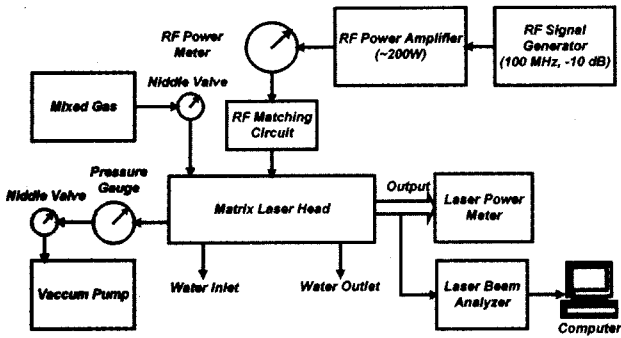 RF Power
Meter
RF Power Amplifier
(~200W)
RF Signal
Generator
(100 MHz, -10 dB)
Niddle Valve
Mixed Gas
RF Matching
Circuit
Pressure
Gauge
Niddle Valve
Matrix Laser Head
Output
Laser Power
Meter
Vaccum Pump
Water Inlet
Water Outlet
Laser Beam
Analyzer
Computer